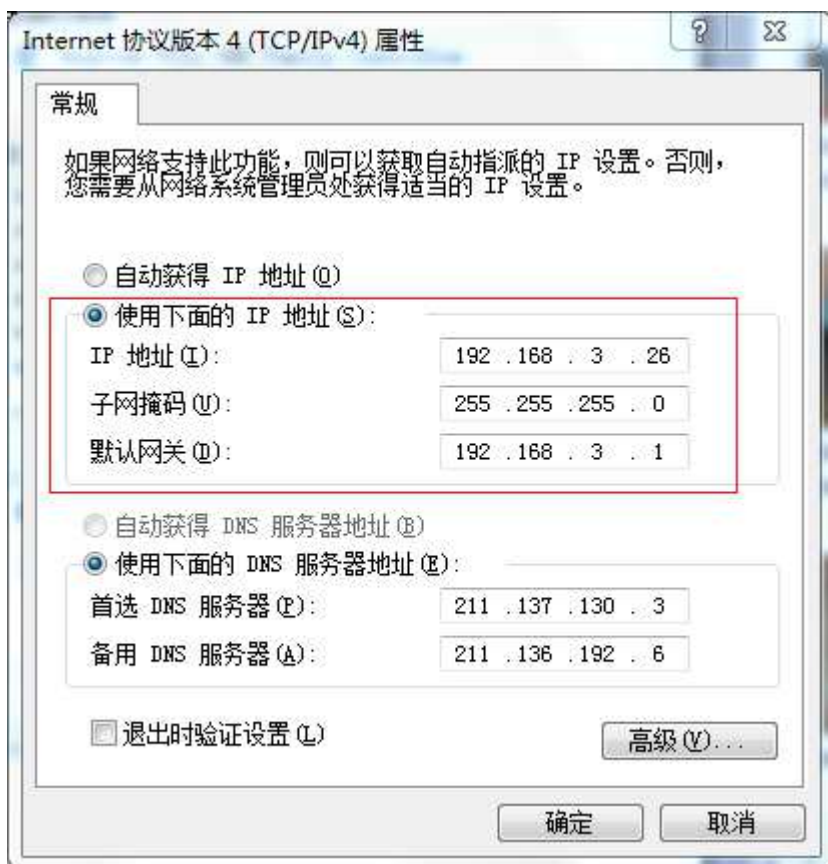 Internet 协议版本 4 (TCP/IPv4) 属性
常规
如果网络支持此功能，则可以获取自动指派的 IP 设置。否则，
您需要从网络系统管理员处获得适当的 IP 设置。
自动获得 IP 地址(O)
使用下面的 IP 地址(S):
IP 地址(I): 192 .168 . 3 . 26
子网掩码(U): 255 .255 .255 . 0
默认网关(D): 192 .168 . 3 . 1
自动获得 DNS 服务器地址(B)
使用下面的 DNS 服务器地址(E):
首选 DNS 服务器(P): 211 .137 .130 . 3
备用 DNS 服务器(A): 211 .136 .192 . 6
退出时验证设置(L)
高级(V)...
确定 取消